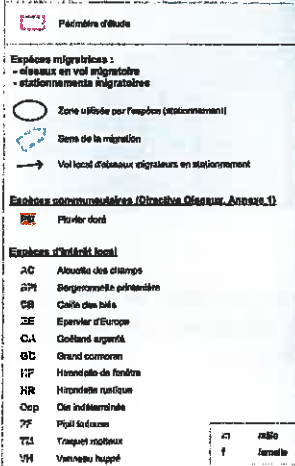 Périmètre d'étude
Espèces migratrices :
- oiseaux en vol migratoire
- stationnements migratoires
Zone utilisée par l'espèce (stationnement)
Sens de la migration
Vol local d'oiseaux migrateurs en stationnement
Espèces communautaires (Directive Oiseaux, Annexe 1)
Pluvier doré
Espèces d'intérêt local
AC Alouette des champs
BPr Bergeronnette printanière
CB Caille des blés
EE Epervier d'Europe
GA Goéland argenté
GC Grand cormoran
HF Hirondelle de fenêtre
HR Hirondelle rustique
Oep Oie indéterminée
PF Pipit farlouse
TM Traquet motteux
VH Vanneau huppé
m mâle
f femelle